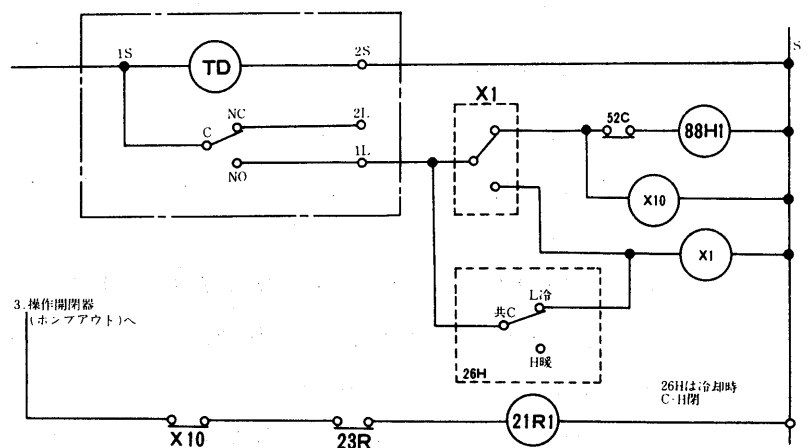 1S
TD
2S
S
NC
C
NO
2L
1L
X1
52C
88H1
X10
X1
L冷
共C
H暖
26H
26Hは冷却時
C-H閉
3.操作開閉器
(ポンプアウト)へ
X10
23R
21R1